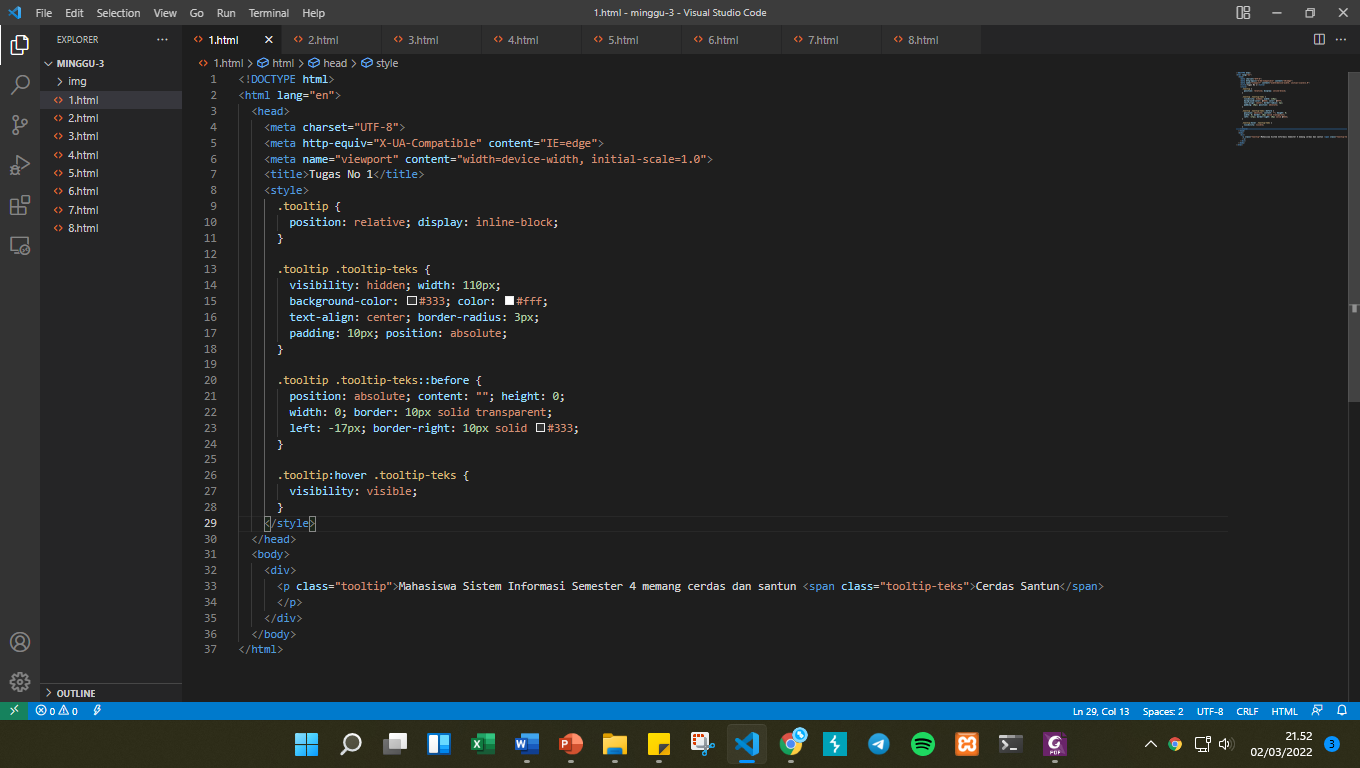 File Edit Selection View Go Run Terminal Help 1.html - minggu-3 - Visual Studio Code
EXPLORER
1.html 2.html 3.html 4.html 5.html 6.html 7.html 8.html
MINGGU-3
img
1.html
2.html
3.html
4.html
5.html
6.html
7.html
8.html
OUTLINE
1.html > html > head > style
1 <!DOCTYPE html>
2 <html lang="en">
3 <head>
4 <meta charset="UTF-8">
5 <meta http-equiv="X-UA-Compatible" content="IE=edge">
6 <meta name="viewport" content="width=device-width, initial-scale=1.0">
7 <title>Tugas No 1</title>
8 <style>
9 .tooltip {
10 position: relative; display: inline-block;
11 }
12
13 .tooltip .tooltip-teks {
14 visibility: hidden; width: 110px;
15 background-color: #333; color: #fff;
16 text-align: center; border-radius: 3px;
17 padding: 10px; position: absolute;
18 }
19
20 .tooltip .tooltip-teks::before {
21 position: absolute; content: ""; height: 0;
22 width: 0; border: 10px solid transparent;
23 left: -17px; border-right: 10px solid #333;
24 }
25
26 .tooltip:hover .tooltip-teks {
27 visibility: visible;
28 }
29 </style>
30 </head>
31 <body>
32 <div>
33 <p class="tooltip">Mahasiswa Sistem Informasi Semester 4 memang cerdas dan santun <span class="tooltip-teks">Cerdas Santun</span>
34 </p>
35 </div>
36 </body>
37 </html>
0 0 Ln 29, Col 13 Spaces: 2 UTF-8 CRLF HTML
21.52
02/03/2022
3